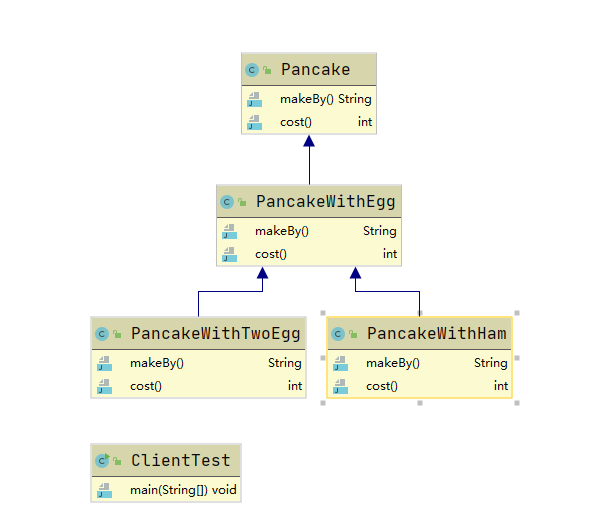 Pancake
makeBy() String
cost() int
PancakeWithEgg
makeBy() String
cost() int
PancakeWithTwoEgg
makeBy() String
cost() int
PancakeWithHam
makeBy() String
cost() int
ClientTest
main(String[]) void